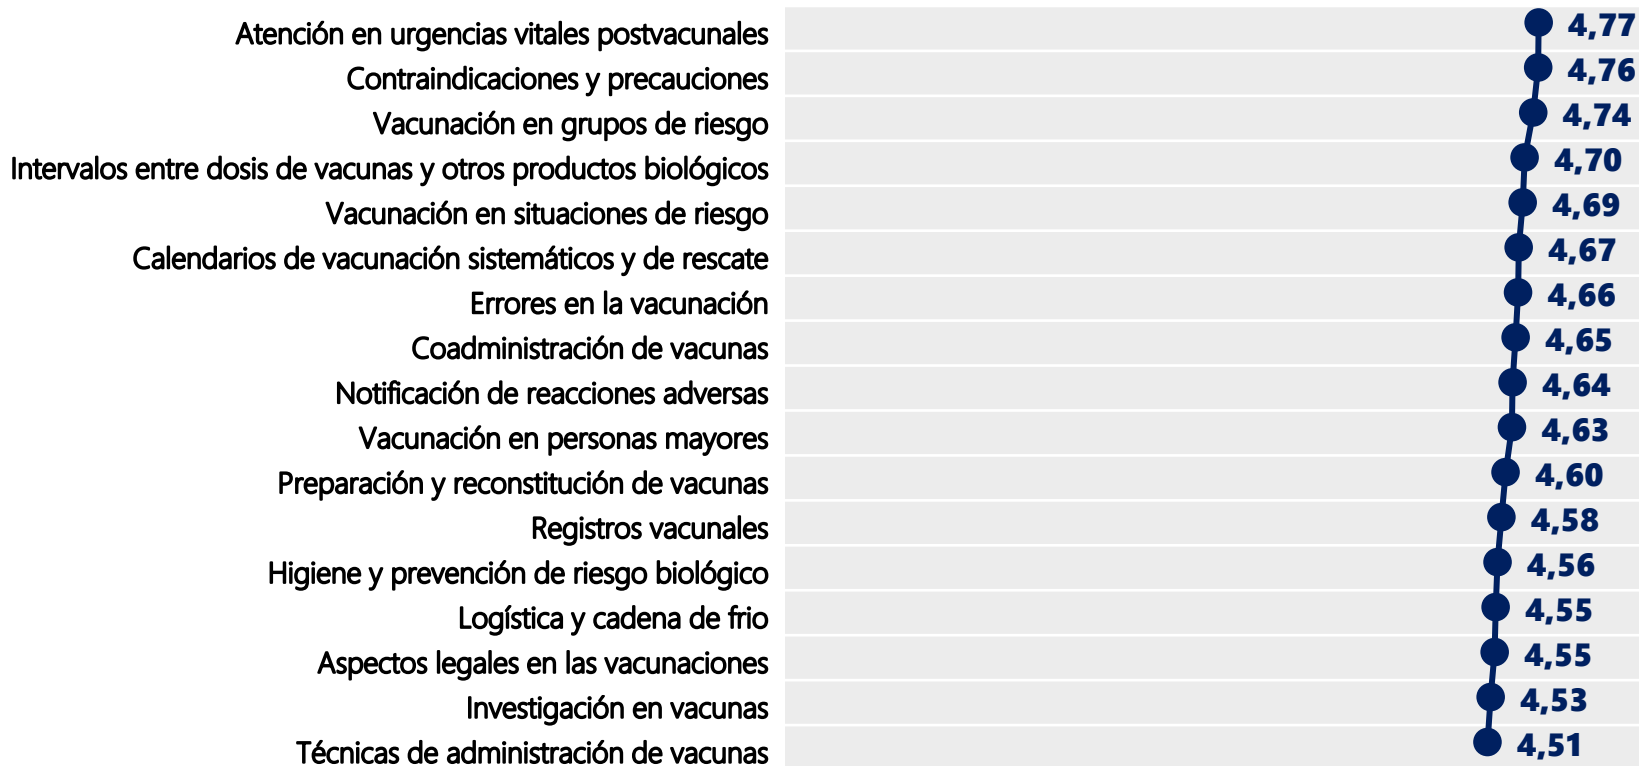 Atención en urgencias vitales postvacunales 4,77
Contraindicaciones y precauciones 4,76
Vacunación en grupos de riesgo 4,74
Intervalos entre dosis de vacunas y otros productos biológicos 4,70
Vacunación en situaciones de riesgo 4,69
Calendarios de vacunación sistemáticos y de rescate 4,67
Errores en la vacunación 4,66
Coadministración de vacunas 4,65
Notificación de reacciones adversas 4,64
Vacunación en personas mayores 4,63
Preparación y reconstitución de vacunas 4,60
Registros vacunales 4,58
Higiene y prevención de riesgo biológico 4,56
Logística y cadena de frio 4,55
Aspectos legales en las vacunaciones 4,55
Investigación en vacunas 4,53
Técnicas de administración de vacunas 4,51